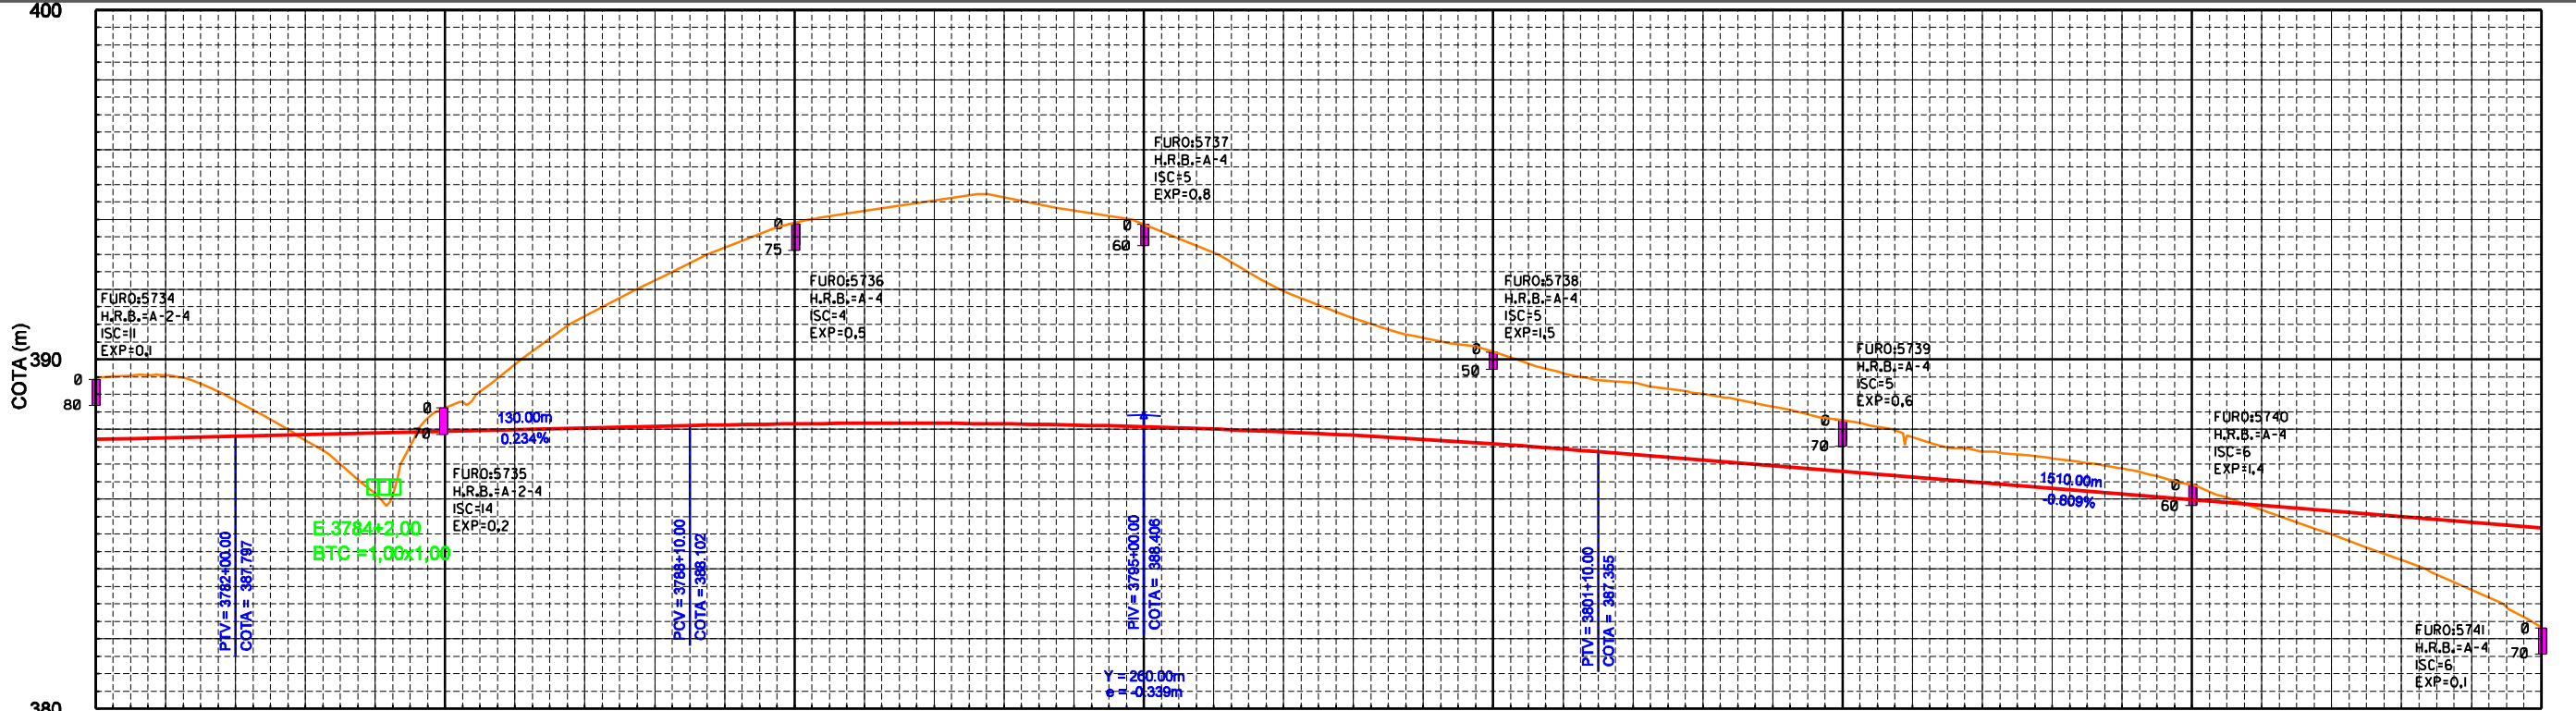 400
390
380
COTA (m)
FURO:5734
H.R.B.=A-2-4
ISC=11
EXP=0,1
0
80
PTV = 3782+00.00
COTA = 387.797
E 3784+2,00
BTC =1,00x1,00
0
70
FURO:5735
H.R.B.=A-2-4
ISC=14
EXP=0,2
130.00m
0.234%
PCV = 3788+10.00
COTA = 388.102
0
75
FURO:5736
H.R.B.=A-4
ISC=4
EXP=0,5
FURO:5737
H.R.B.=A-4
ISC=5
EXP=0,8
0
60
PIV = 3795+00.00
COTA = 388.406
Y = 260.00m
e = -0.339m
FURO:5738
H.R.B.=A-4
ISC=5
EXP=1,5
0
50
PTV = 3801+10.00
COTA = 387.355
FURO:5739
H.R.B.=A-4
ISC=5
EXP=0,6
0
70
1510.00m
-0.809%
FURO:5740
H.R.B.=A-4
ISC=6
EXP=1,4
0
60
FURO:5741
H.R.B.=A-4
ISC=6
EXP=0,1
0
70